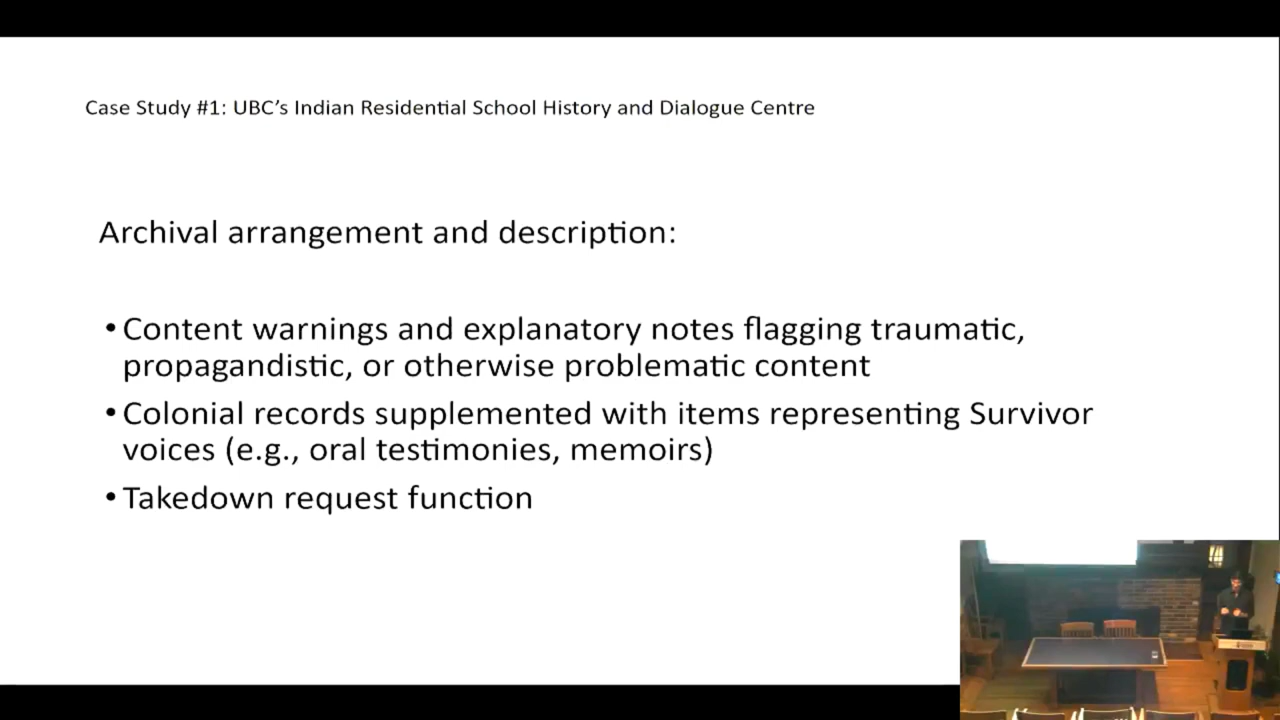 Case Study #1: UBC’s Indian Residential School History and Dialogue Centre
Archival arrangement and description:
• Content warnings and explanatory notes flagging traumatic,
propagandistic, or otherwise problematic content
• Colonial records supplemented with items representing Survivor
voices (e.g., oral testimonies, memoirs)
• Takedown request function